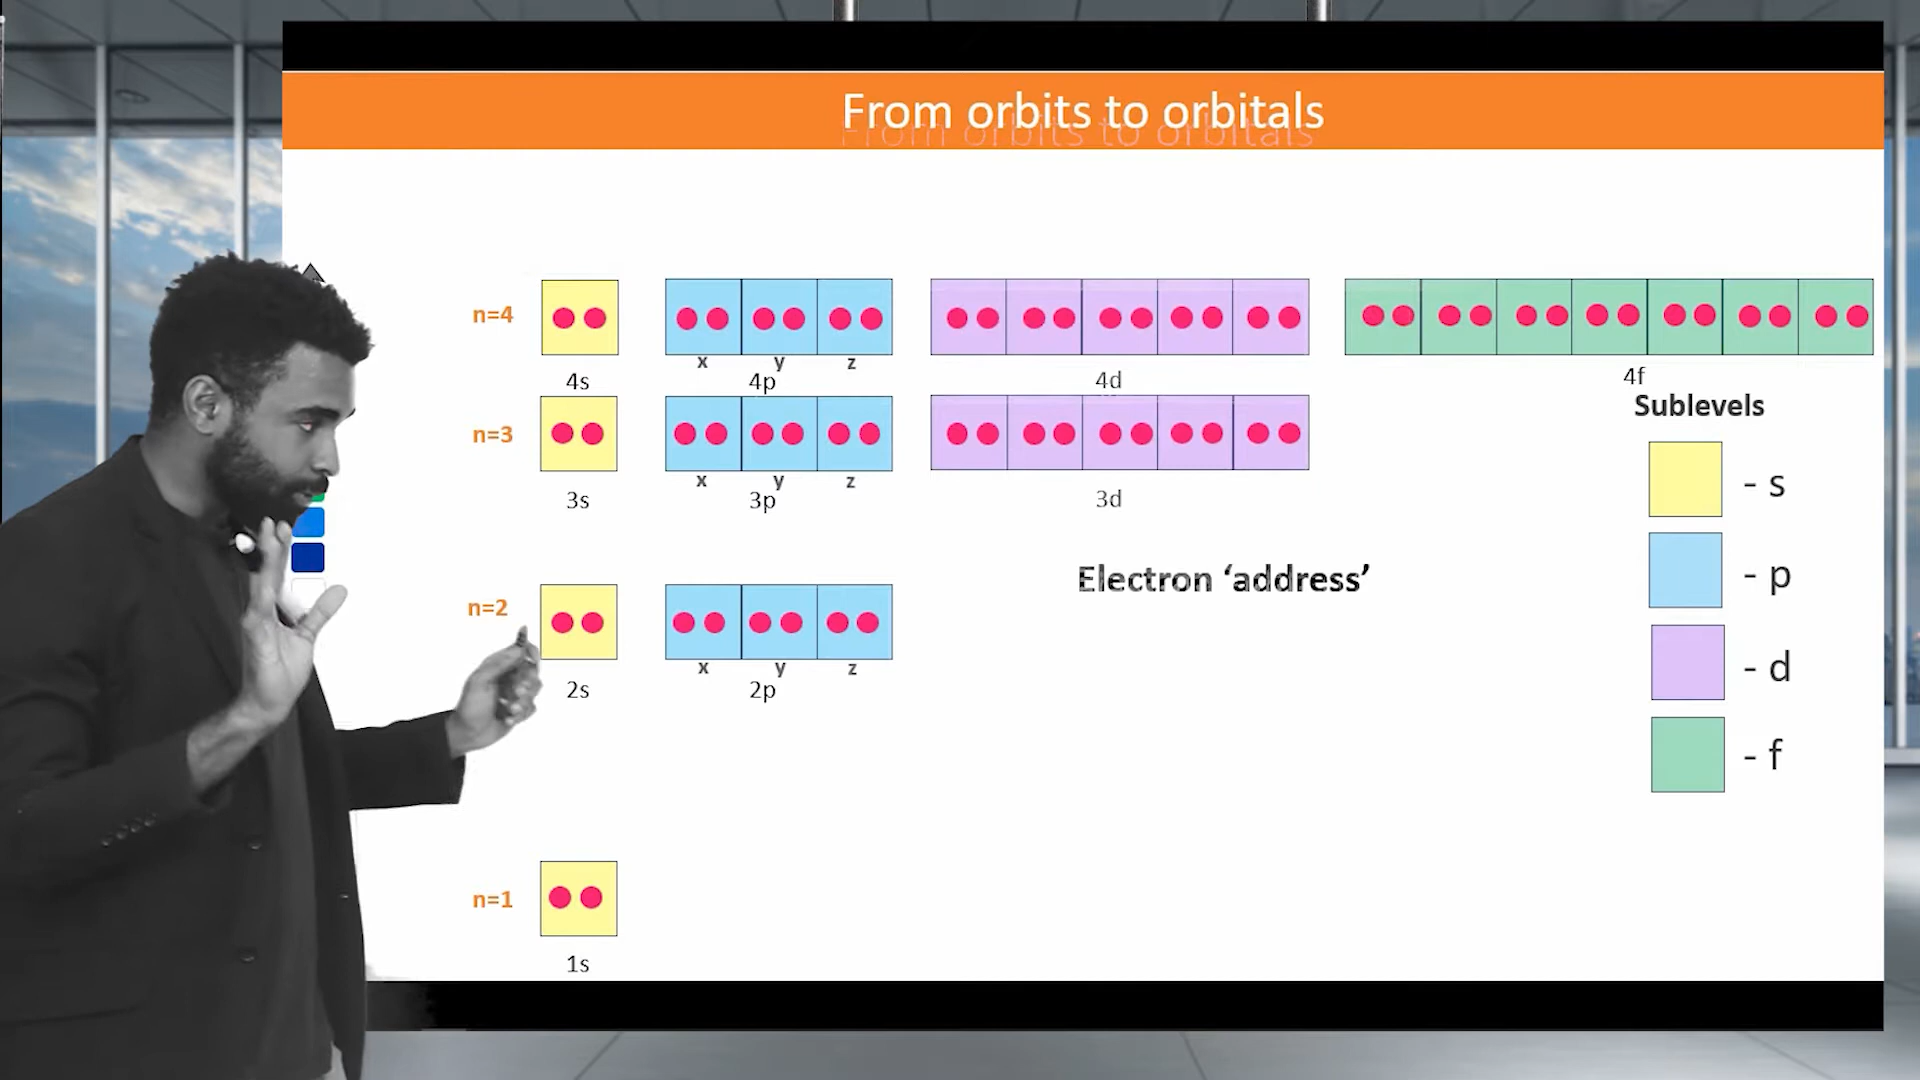 From orbits to orbitals
n=4
x y z
4s 4p 4d 4f
n=3
x y z
3s 3p 3d
Sublevels
- s
- p
- d
- f
Electron ‘address’
n=2
x y z
2s 2p
n=1
1s